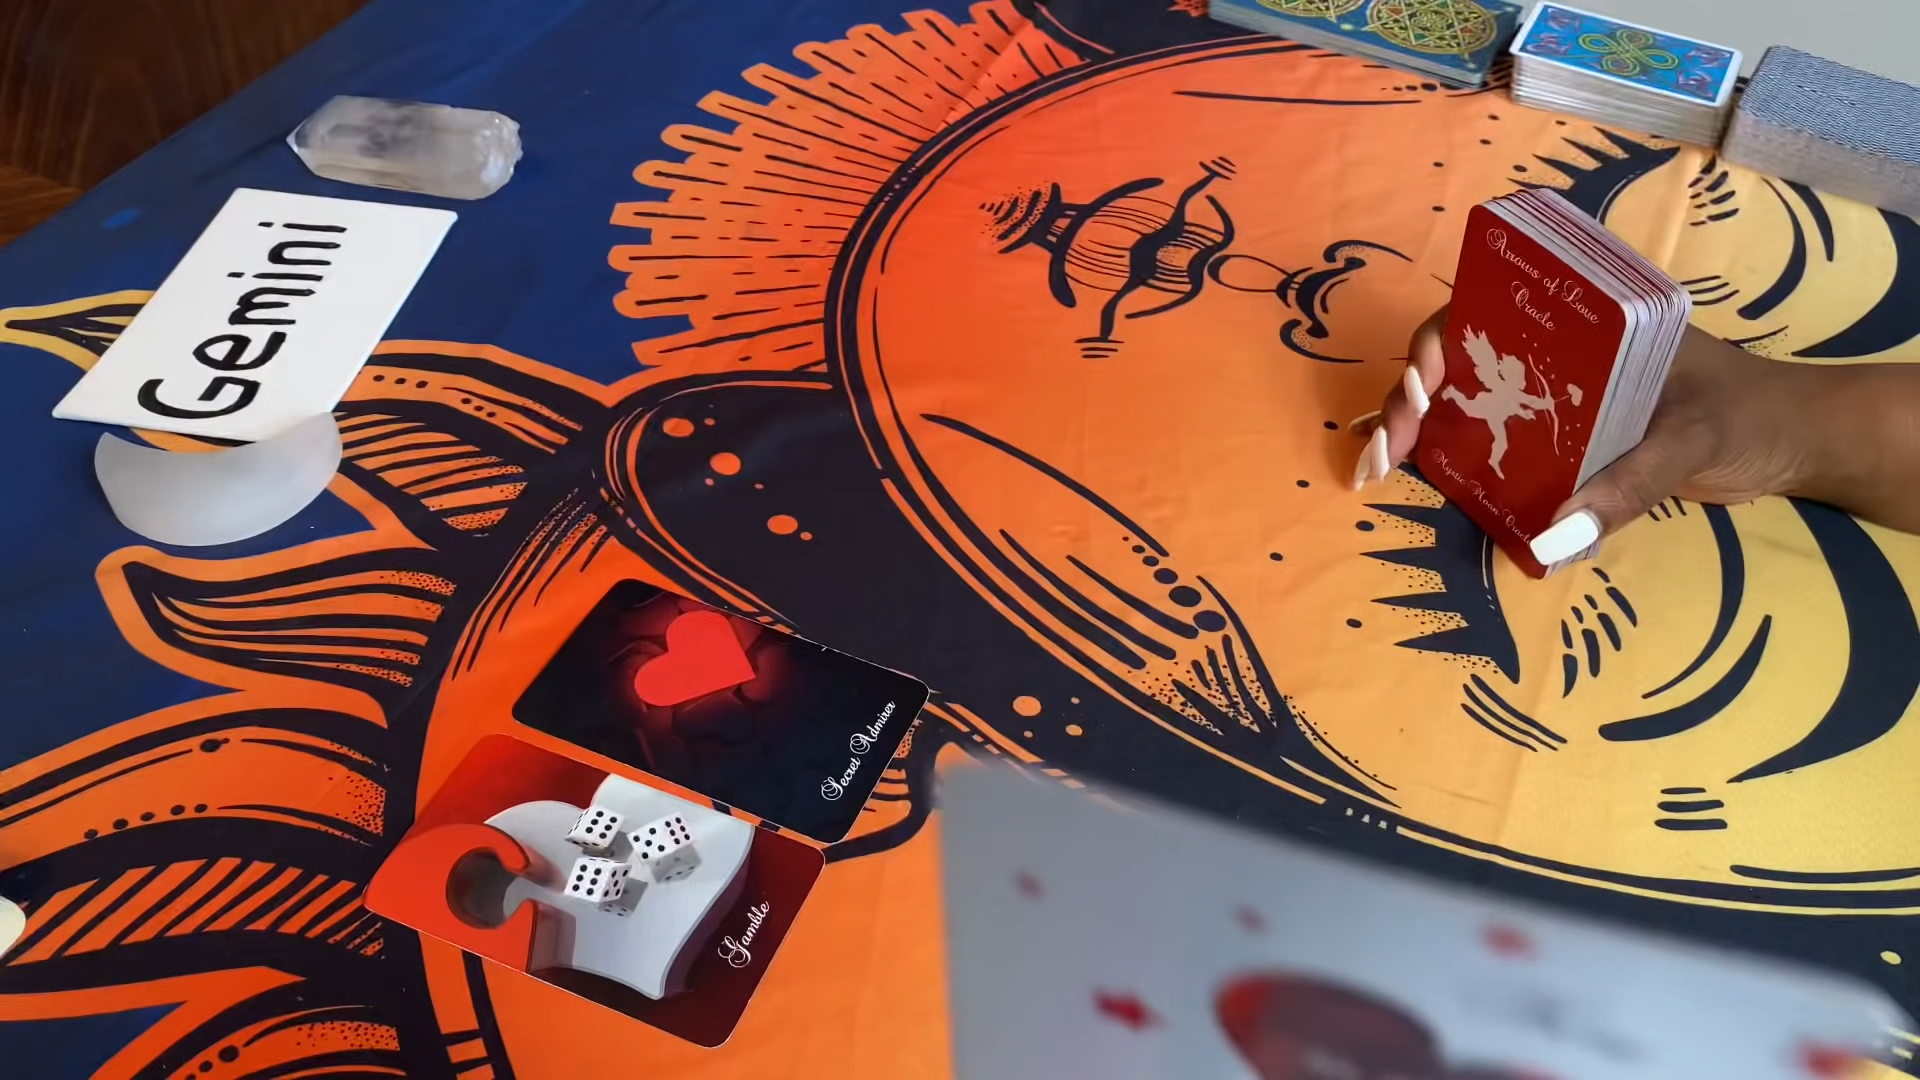 Gemini
Arrows of Love
Oracle
Mystic Moon Oracle
Secret Admirer
Gamble